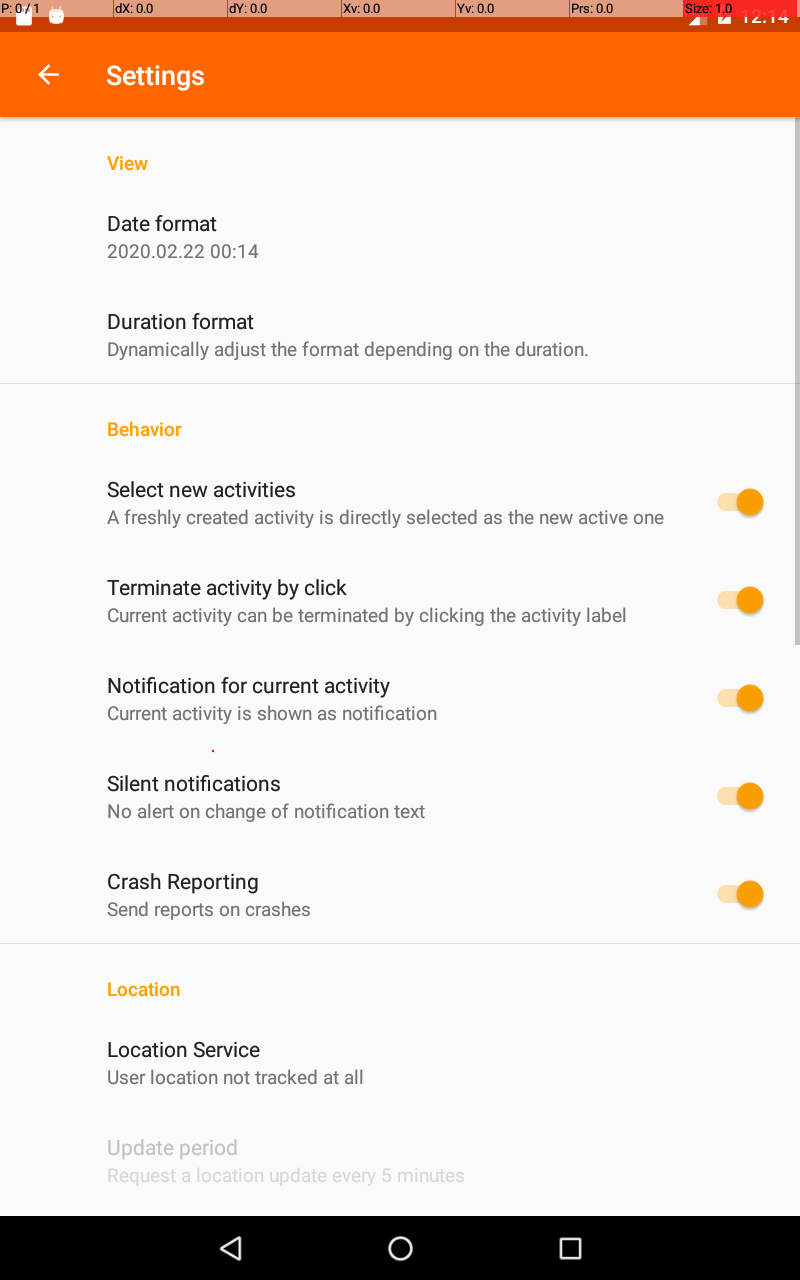 P: 0 / 1 dX: 0.0 dY: 0.0 Xv: 0.0 Yv: 0.0 Prs: 0.0 Size: 1.0
12:14
Settings
View
Date format
2020.02.22 00:14
Duration format
Dynamically adjust the format depending on the duration.
Behavior
Select new activities
A freshly created activity is directly selected as the new active one
Terminate activity by click
Current activity can be terminated by clicking the activity label
Notification for current activity
Current activity is shown as notification
Silent notifications
No alert on change of notification text
Crash Reporting
Send reports on crashes
Location
Location Service
User location not tracked at all
Update period
Request a location update every 5 minutes